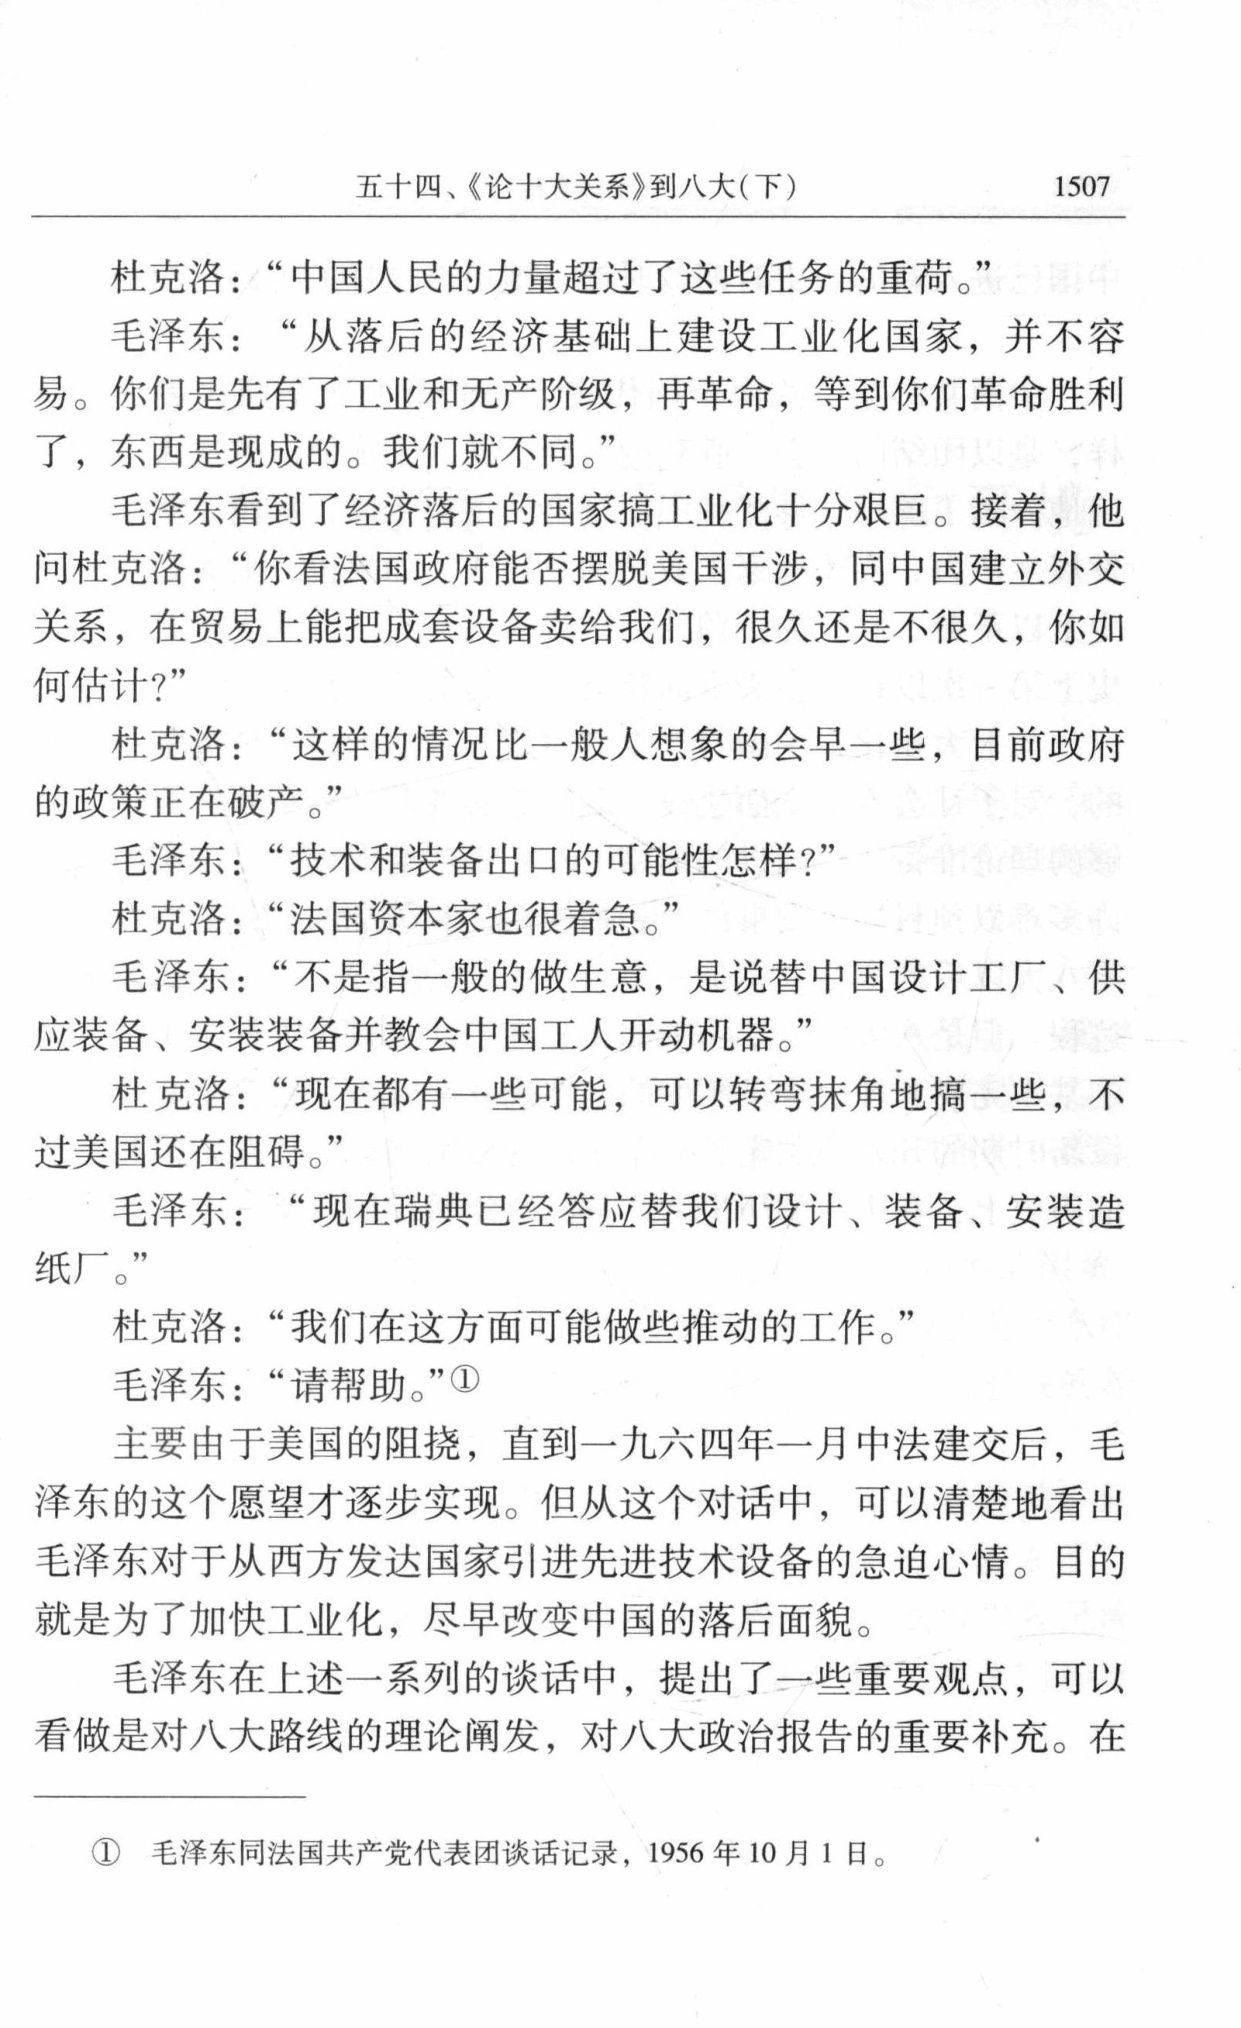 五十四、《论十大关系》到八大(下) 1507
杜克洛：“中国人民的力量超过了这些任务的重荷。”
毛泽东：“从落后的经济基础上建设工业化国家，并不容
易。你们是先有了工业和无产阶级，再革命，等到你们革命胜利
了，东西是现成的。我们就不同。”
毛泽东看到了经济落后的国家搞工业化十分艰巨。接着，他
问杜克洛：“你看法国政府能否摆脱美国干涉，同中国建立外交
关系，在贸易上能把成套设备卖给我们，很久还是不很久，你如
何估计？”
杜克洛：“这样的情况比一般人想象的会早一些，目前政府
的政策正在破产。”
毛泽东：“技术和装备出口的可能性怎样？”
杜克洛：“法国资本家也很着急。”
毛泽东：“不是指一般的做生意，是说替中国设计工厂、供
应装备、安装装备并教会中国工人开动机器。”
杜克洛：“现在都有一些可能，可以转弯抹角地搞一些，不
过美国还在阻碍。”
毛泽东：“现在瑞典已经答应替我们设计、装备、安装造
纸厂。”
杜克洛：“我们在这方面可能做些推动的工作。”
毛泽东：“请帮助。”①
主要由于美国的阻挠，直到一九六四年一月中法建交后，毛
泽东的这个愿望才逐步实现。但从这个对话中，可以清楚地看出
毛泽东对于从西方发达国家引进先进技术设备的急迫心情。目的
就是为了加快工业化，尽早改变中国的落后面貌。
毛泽东在上述一系列的谈话中，提出了一些重要观点，可以
看做是对八大路线的理论阐发，对八大政治报告的重要补充。在
① 毛泽东同法国共产党代表团谈话记录，1956年10月1日。